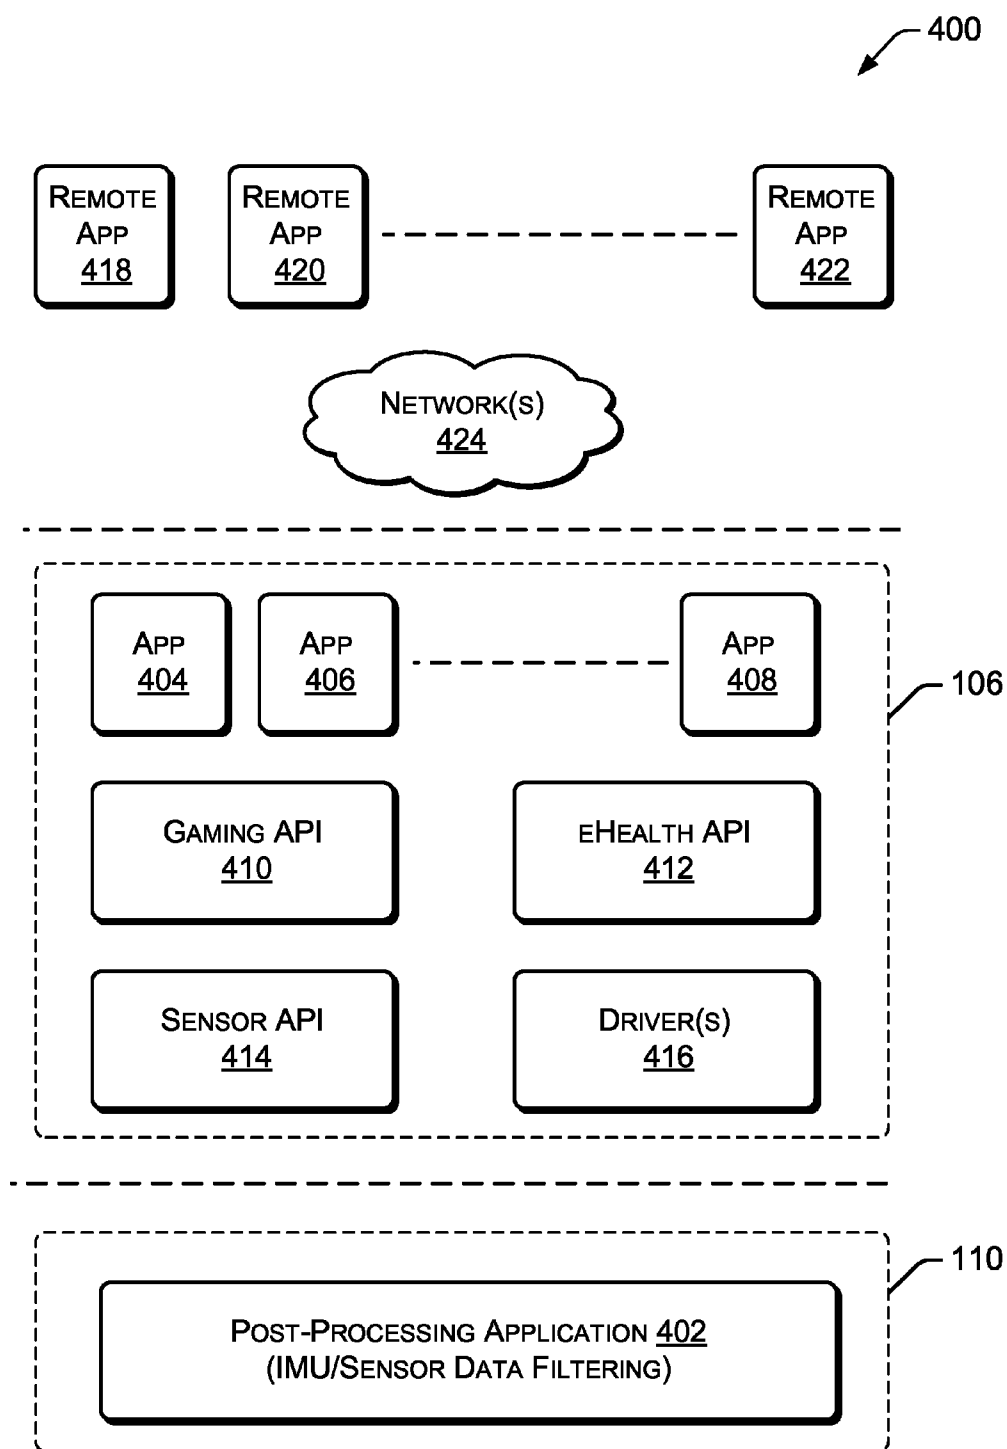 400
Remote App 418
Remote App 420
Remote App 422
Network(s) 424
App 404
App 406
App 408
106
Gaming API 410
eHealth API 412
Sensor API 414
Driver(s) 416
110
Post-Processing Application 402
(IMU/Sensor Data Filtering)